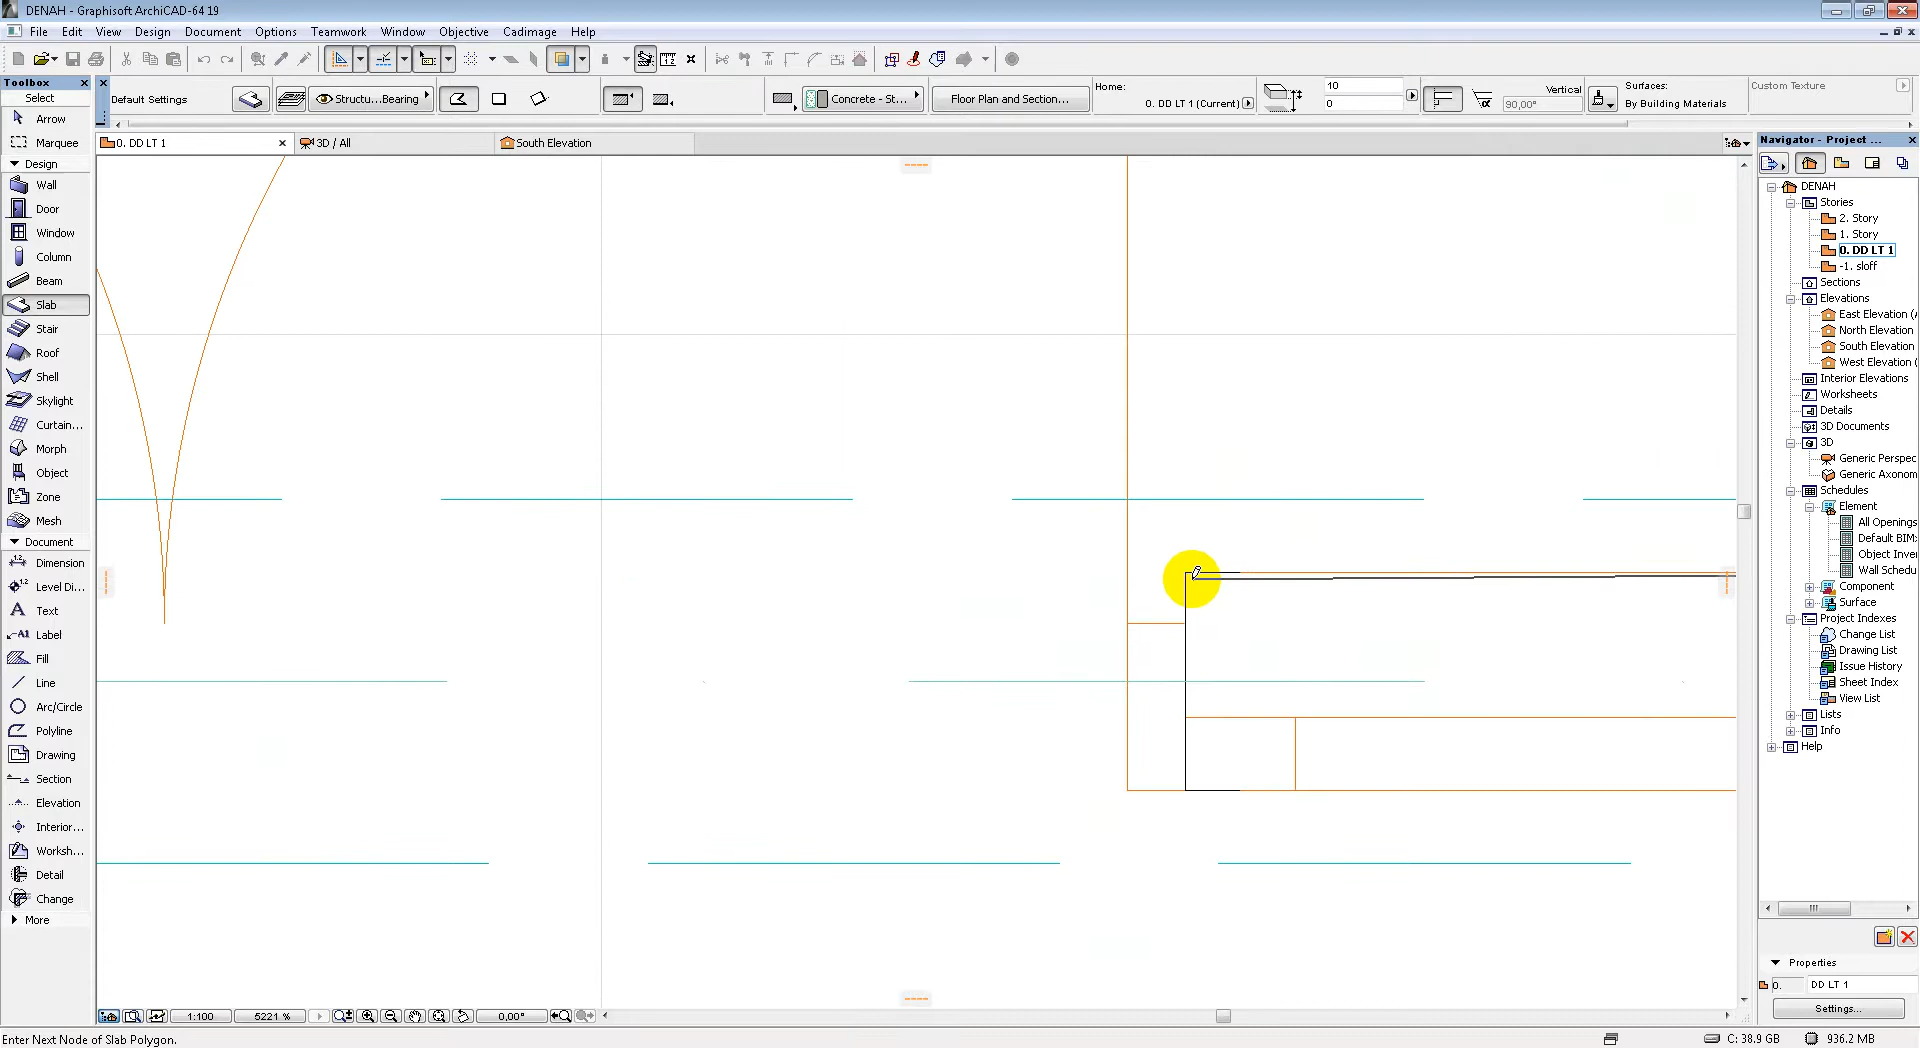 DENAH - Graphisoft ArchiCAD-64 19
File Edit View Design Document Options Teamwork Window Objective Cadimage Help
Toolbox
Select
Arrow
Marquee
Design
Wall
Door
Window
Column
Beam
Slab
Stair
Roof
Shell
Skylight
Curtain...
Morph
Object
Zone
Mesh
Document
Dimension
Level Di...
Text
Label
Fill
Line
Arc/Circle
Polyline
Drawing
Section
Elevation
Interior...
Worksh...
Detail
Change
More
Default Settings
Structu...Bearing
Concrete - St...
Floor Plan and Section...
Home:
0. DD LT 1 (Current)
10
0
Vertical
90,00°
Surfaces:
By Building Materials
Custom Texture
0. DD LT 1
3D / All
South Elevation
Navigator - Project ...
DENAH
Stories
2. Story
1. Story
0. DD LT 1
-1. sloff
Sections
Elevations
East Elevation (A
North Elevation
South Elevation
West Elevation (
Interior Elevations
Worksheets
Details
3D Documents
3D
Generic Perspec
Generic Axonom
Schedules
Element
All Openings
Default BIMx
Object Inve
Wall Schedu
Component
Surface
Project Indexes
Change List
Drawing List
Issue History
Sheet Index
View List
Lists
Info
Help
Properties
0. DD LT 1
Settings...
1:100
5221 %
0,00°
Enter Next Node of Slab Polygon.
C: 38.9 GB
936.2 MB